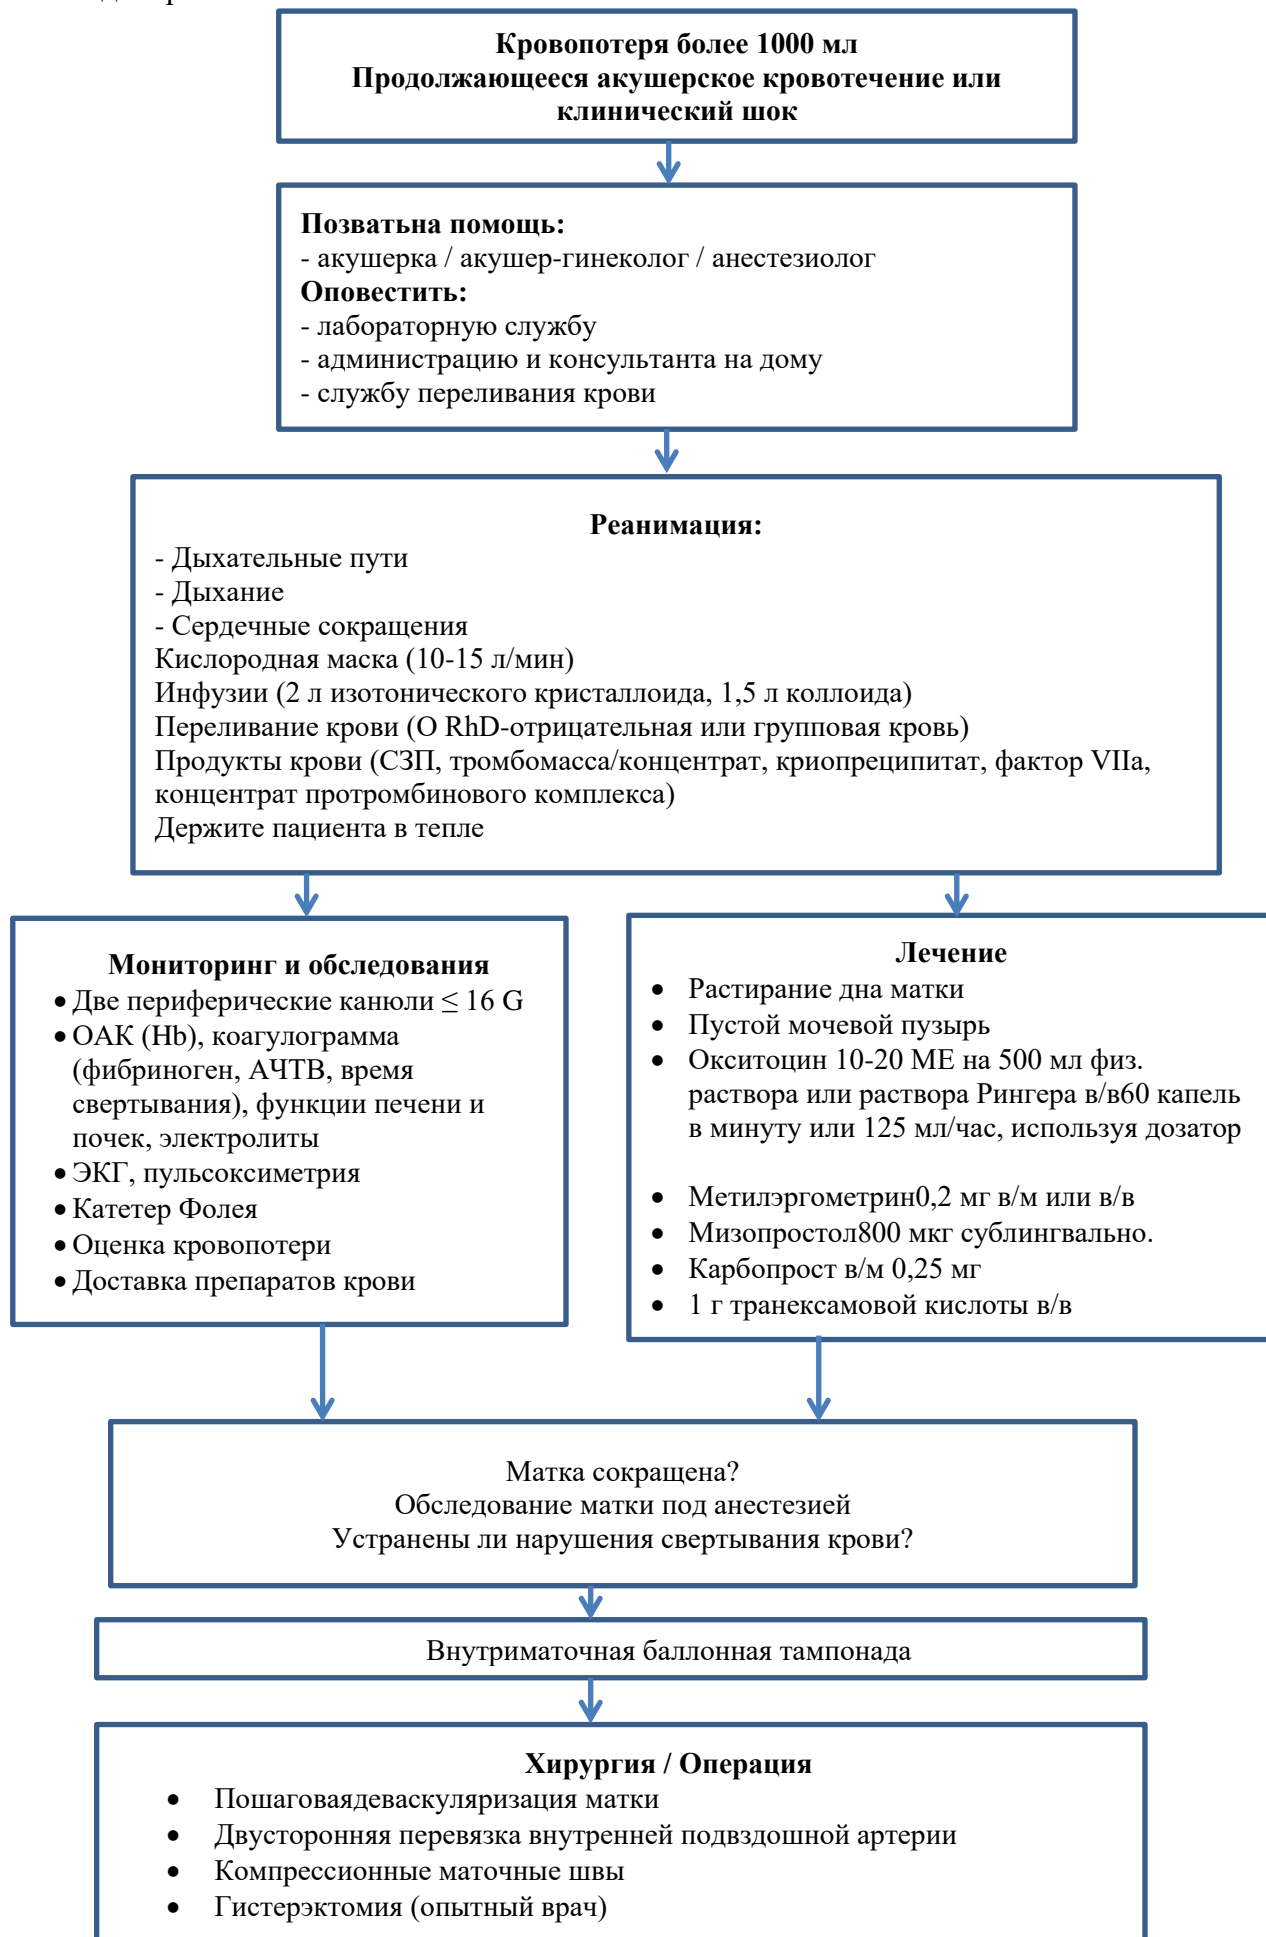 Кровопотеря более 1000 мл
Продолжающееся акушерское кровотечение или
клинический шок
Позватьна помощь:
- акушерка / акушер-гинеколог / анестезиолог
Оповестить:
- лабораторную службу
- администрацию и консультанта на дому
- службу переливания крови
Реанимация:
- Дыхательные пути
- Дыхание
- Сердечные сокращения
Кислородная маска (10-15 л/мин)
Инфузии (2 л изотонического кристаллоида, 1,5 л коллоида)
Переливание крови (О RhD-отрицательная или групповая кровь)
Продукты крови (СЗП, тромбомасса/концентрат, криопреципитат, фактор VIIa,
концентрат протромбинового комплекса)
Держите пациента в тепле
Мониторинг и обследования
• Две периферические канюли ≤ 16 G
• ОАК (Hb), коагулограмма
(фибриноген, АЧТВ, время
свертывания), функции печени и
почек, электролиты
• ЭКГ, пульсоксиметрия
• Катетер Фолея
• Оценка кровопотери
• Доставка препаратов крови
Лечение
• Растирание дна матки
• Пустой мочевой пузырь
• Окситоцин 10-20 МЕ на 500 мл физ.
раствора или раствора Рингера в/в60 капель
в минуту или 125 мл/час, используя дозатор
• Метилэргометрин0,2 мг в/м или в/в
• Мизопростол800 мкг сублингвально.
• Карбопрост в/м 0,25 мг
• 1 г транексамовой кислоты в/в
Матка сокращена?
Обследование матки под анестезией
Устранены ли нарушения свертывания крови?
Внутриматочная баллонная тампонада
Хирургия / Операция
• Пошаговаядеваскуляризация матки
• Двусторонняя перевязка внутренней подвздошной артерии
• Компрессионные маточные швы
• Гистерэктомия (опытный врач)